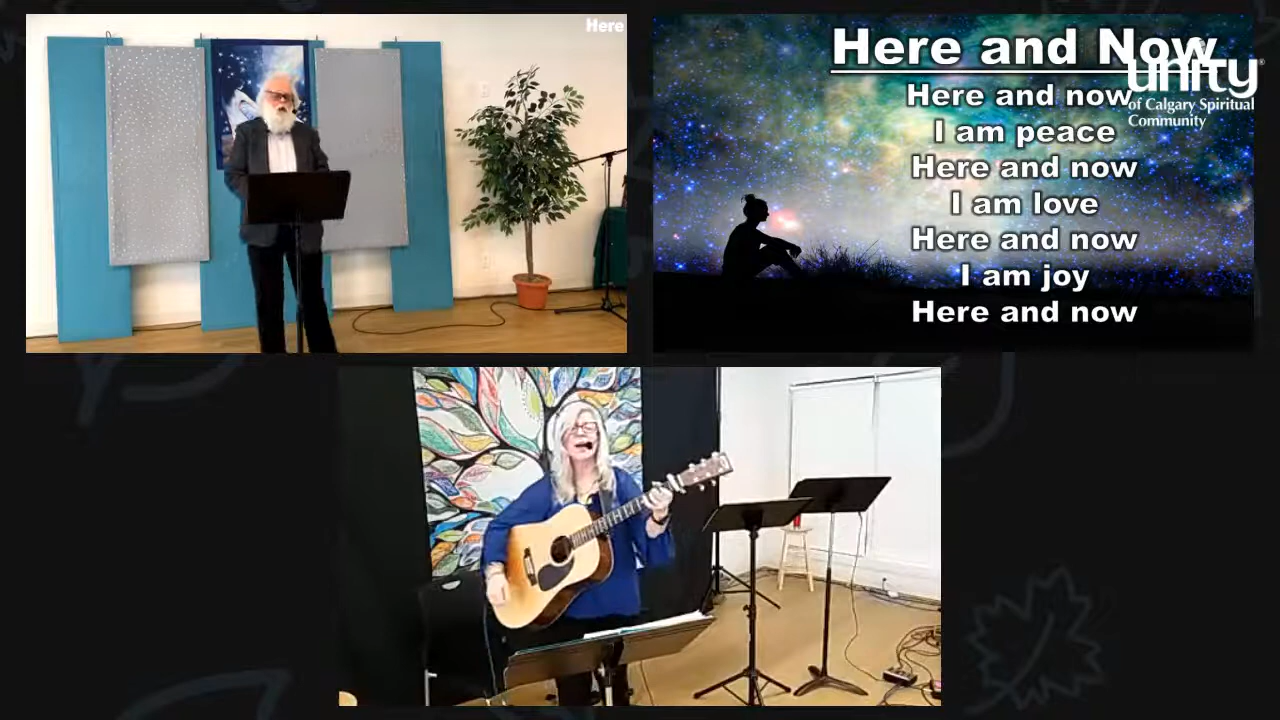 Here
Here and Now
unity®
of Calgary Spiritual
Community
Here and now
I am peace
Here and now
I am love
Here and now
I am joy
Here and now